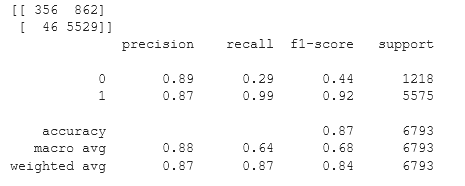 [[ 356 862]
[ 46 5529]]
precision recall f1-score support
0 0.89 0.29 0.44 1218
1 0.87 0.99 0.92 5575
accuracy 0.87 6793
macro avg 0.88 0.64 0.68 6793
weighted avg 0.87 0.87 0.84 6793